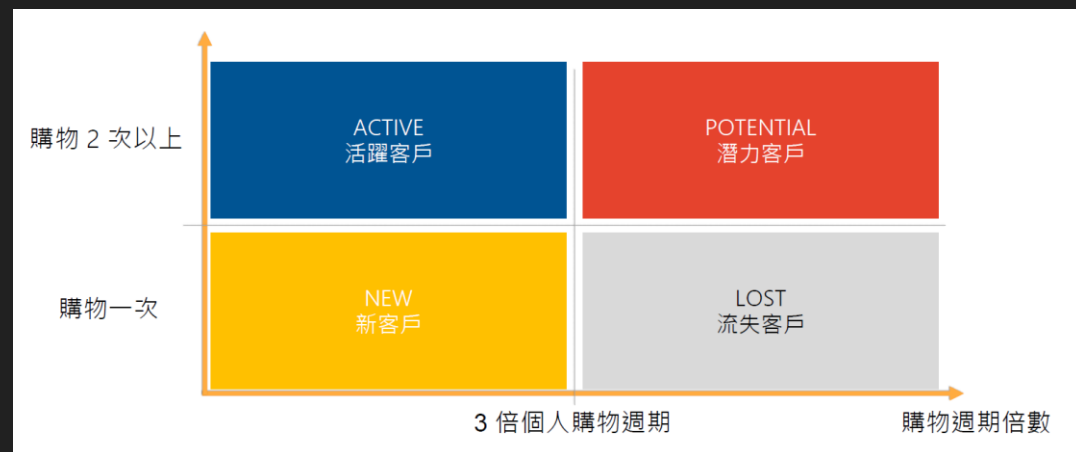 購物 2 次以上
ACTIVE
活躍客戶
POTENTIAL
潛力客戶
購物一次
NEW
新客戶
LOST
流失客戶
3 倍個人購物週期
購物週期倍數